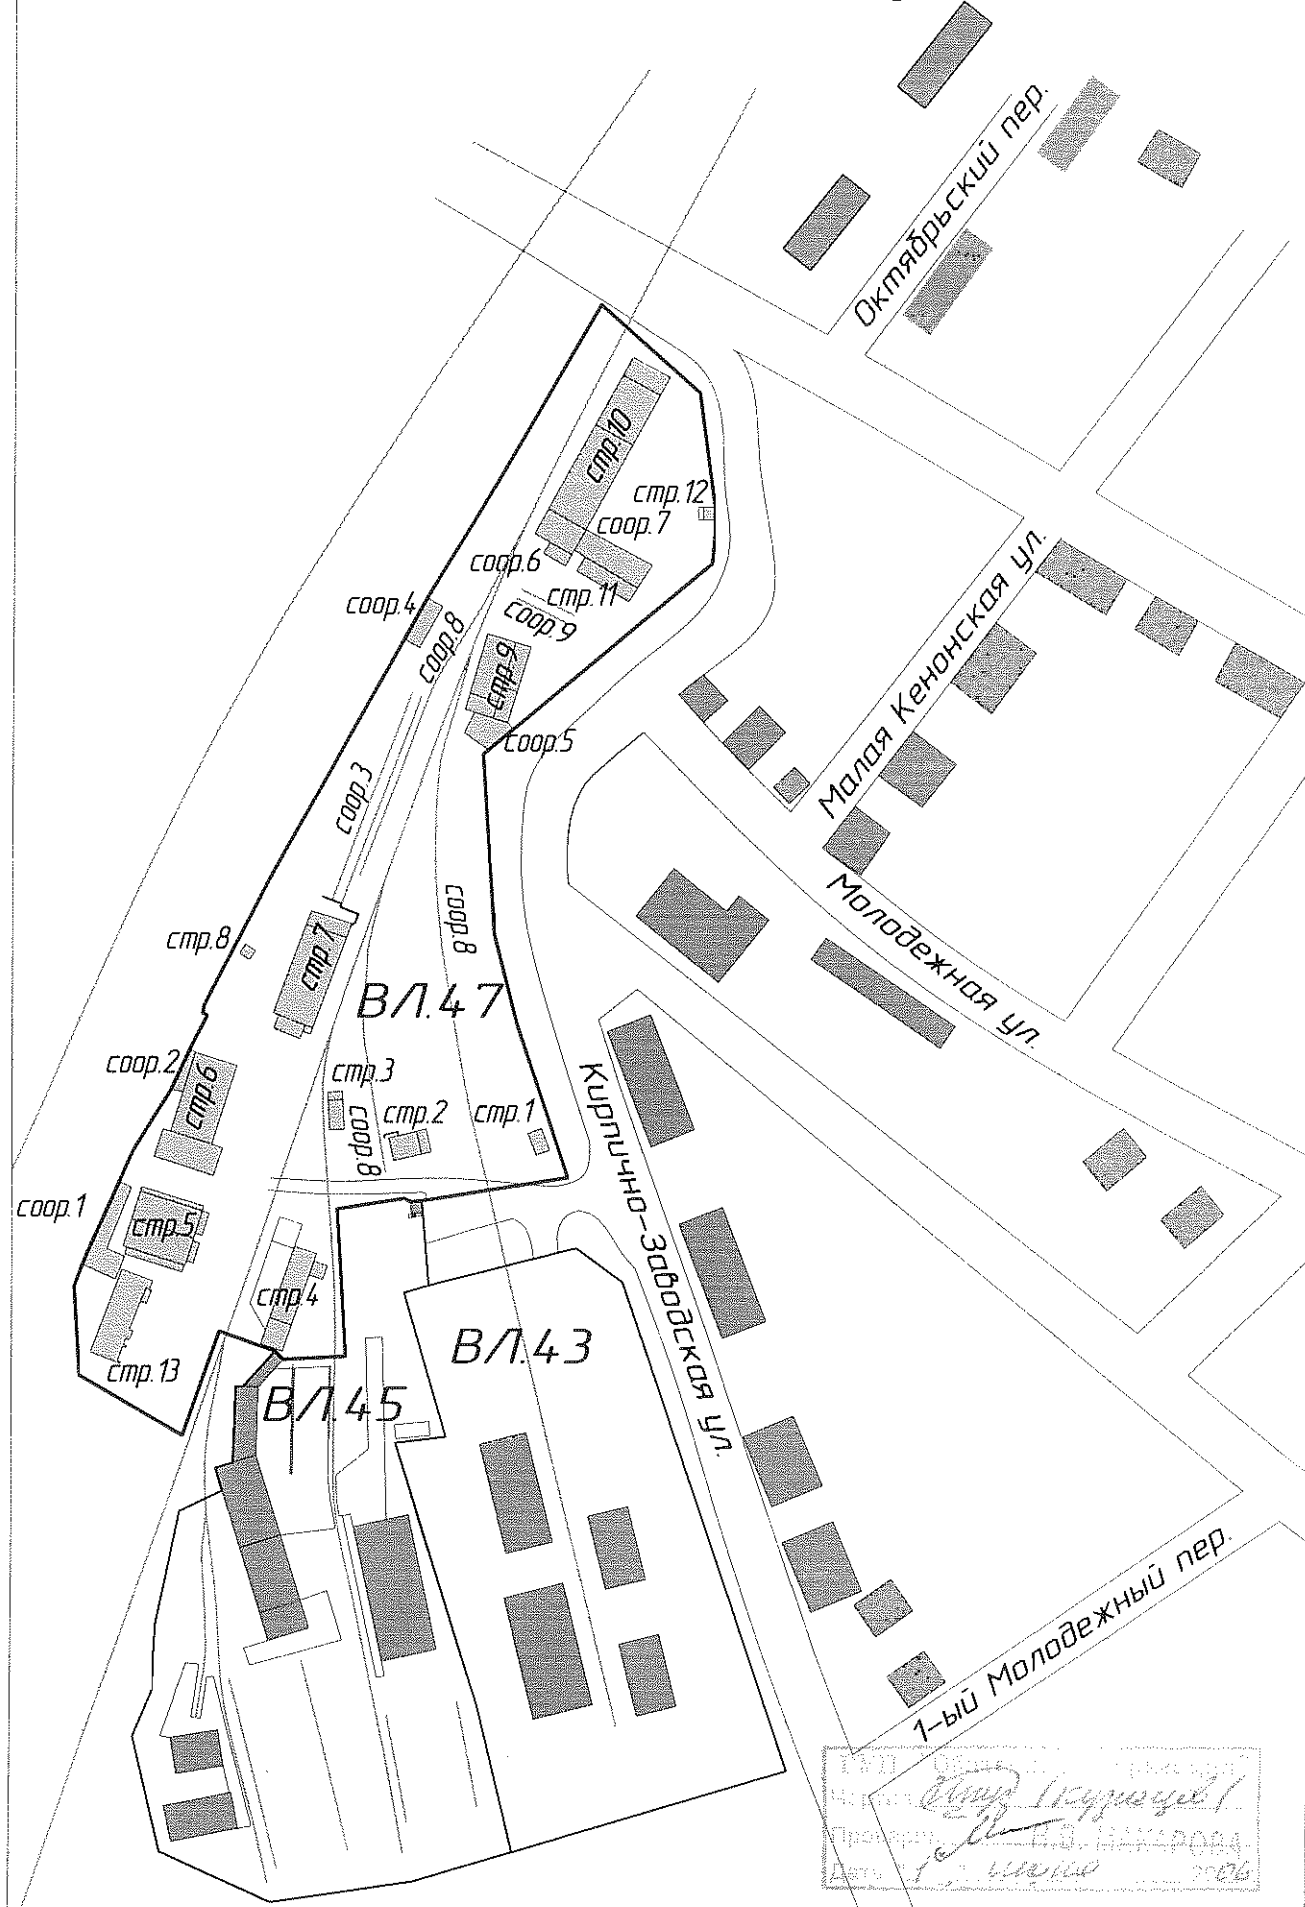 Октябрьский пер.
стр.10
стр.12
соор.7
соор.6
стр.11
соор.4
соор.9
соор.8
стр.9
соор.5
Малая Кенонская ул.
соор.3
Молодежная ул.
соор.8
стр.8
стр.7
ВЛ.47
соор.2
стр.6
стр.3
стр.2
стр.1
соор.8
Кирпично-Заводская ул.
соор.1
стр.5
стр.4
стр.13
ВЛ.43
ВЛ.45
1-ый Молодежный пер.